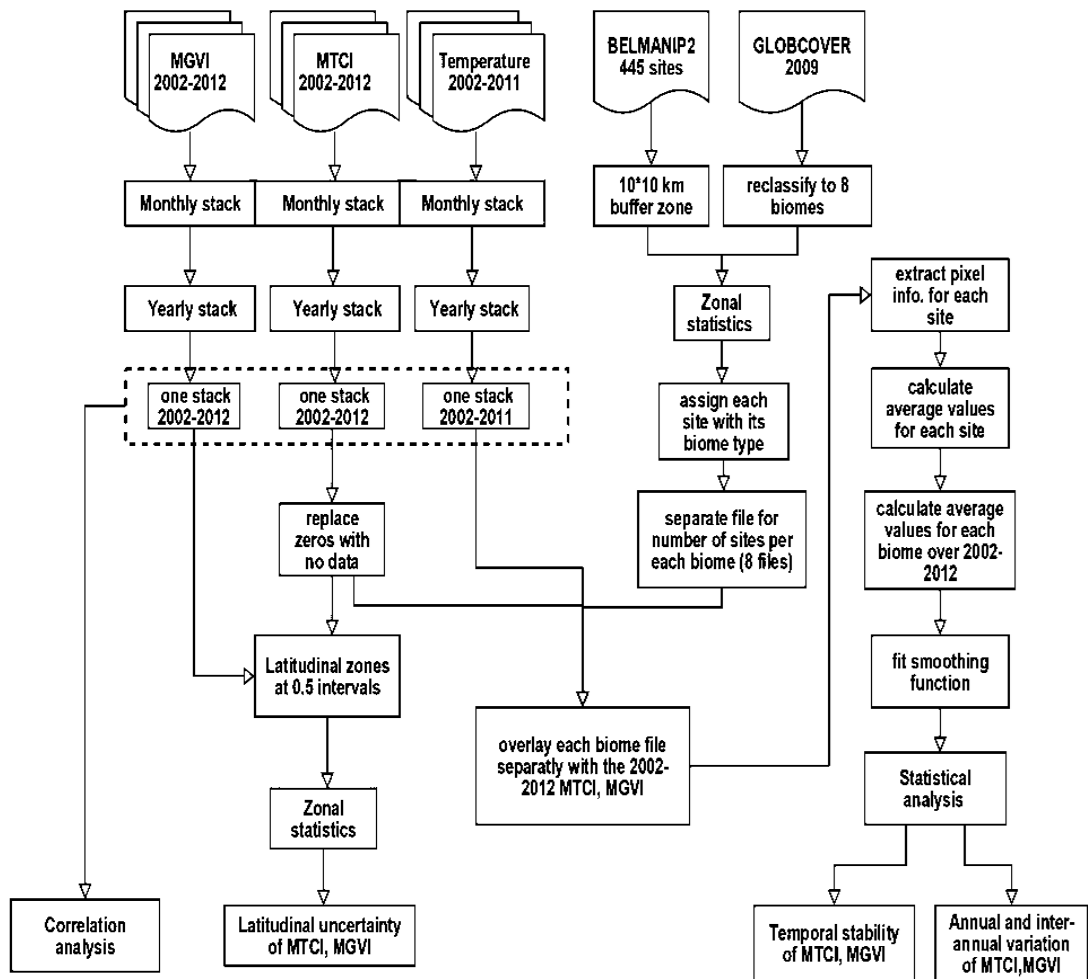 MGVI
2002-2012
MTCI
2002-2012
Temperature
2002-2011
BELMANIP2
445 sites
GLOBCOVER
2009
Monthly stack
Monthly stack
Monthly stack
10*10 km
buffer zone
reclassify to 8
biomes
Yearly stack
Yearly stack
Yearly stack
Zonal
statistics
extract pixel
info. for each
site
one stack
2002-2012
one stack
2002-2012
one stack
2002-2011
assign each
site with its
biome type
calculate
average values
for each site
replace
zeros with
no data
separate file for
number of sites per
each biome (8 files)
calculate average
values for each
biome over 2002-
2012
Latitudinal zones
at 0.5 intervals
fit smoothing
function
overlay each biome file
separatly with the 2002-
2012 MTCI, MGVI
Zonal
statistics
Statistical
analysis
Correlation
analysis
Latitudinal uncertainty
of MTCI, MGVI
Temporal stability
of MTCI, MGVI
Annual and inter-
annual variation
of MTCI,MGVI